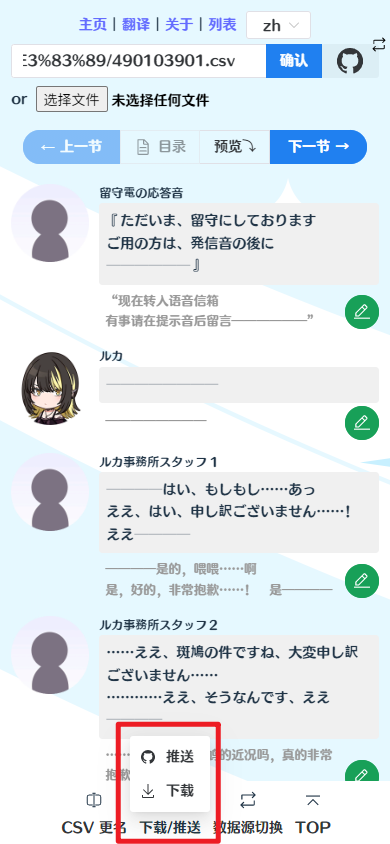 主页 | 翻译 | 关于 | 列表 zh
E3%83%89/490103901.csv 确认
or 选择文件 未选择任何文件
← 上一节 目录 预览 下一节 →
留守電の応答音
『ただいま、留守にしております
ご用の方は、発信音の後に
──────』
“现在转人语音信箱
有事请在提示音后留言──────”
ルカ
────────
────────
ルカ事務所スタッフ１
────はい、もしもし……あっ
ええ、はい、申し訳ございません……！
ええ────
────是的，喂喂……啊
是，好的，非常抱歉……！ 是────
ルカ事務所スタッフ２
……ええ、斑鳩の件ですね、大変申し訳
ございません……
…………ええ、そうなんです、ええ
────
的近况吗，真的非常
抱歉
推送
下载
CSV 更名 下载/推送 数据源切换 TOP